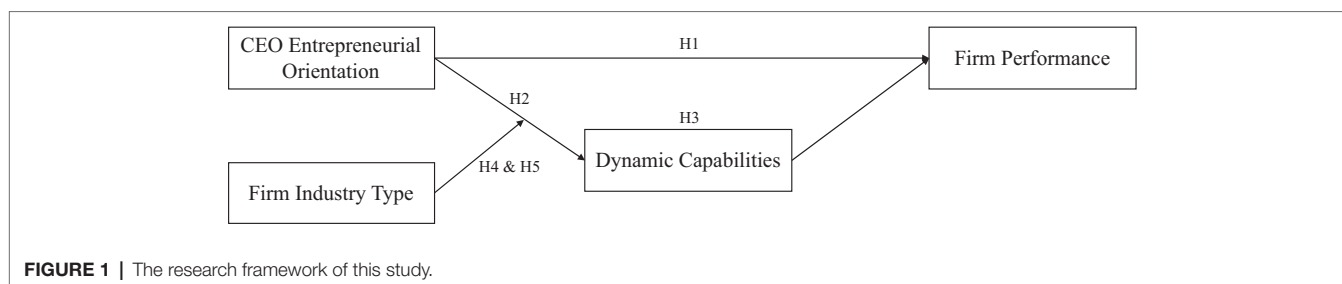 CEO Entrepreneurial
Orientation
H1
Firm Performance
H2
H3
Dynamic Capabilities
H4 & H5
Firm Industry Type
FIGURE 1 | The research framework of this study.